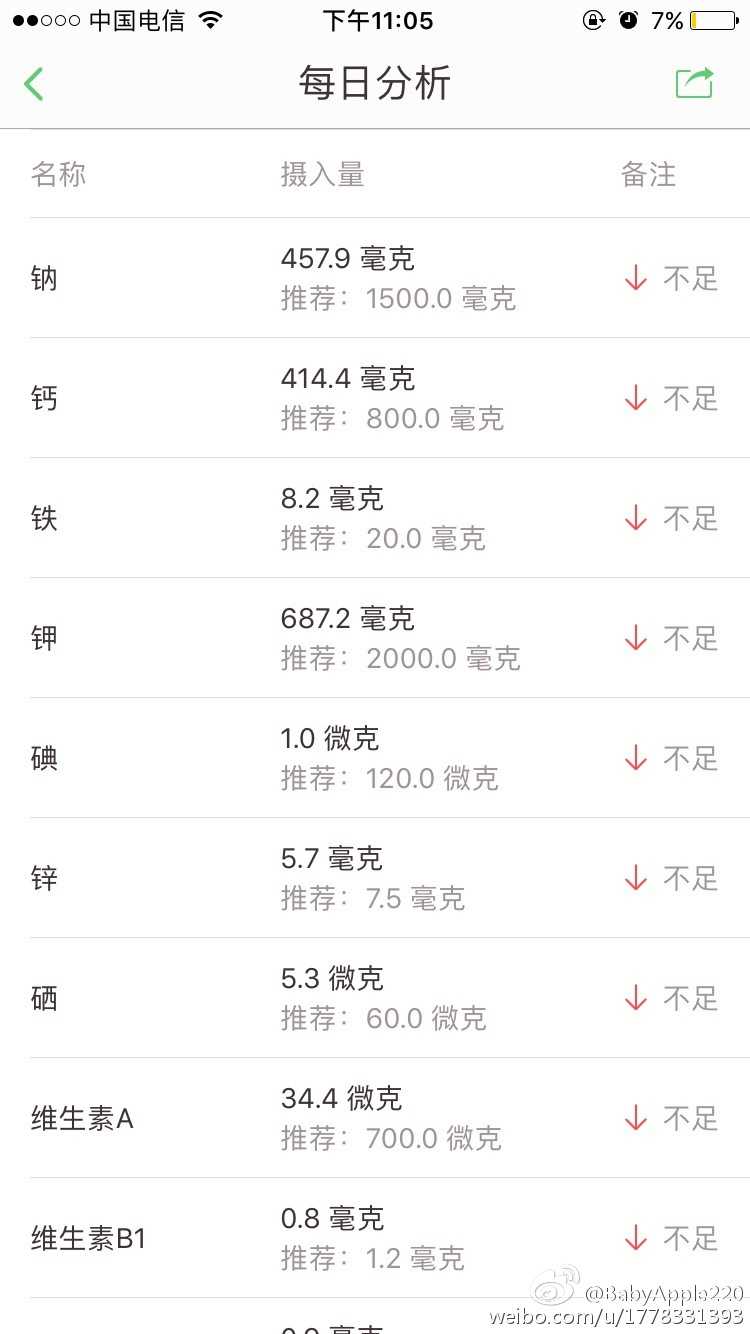 中国电信 下午11:05 7%
每日分析
名称 摄入量 备注
钠 457.9 毫克 不足
推荐：1500.0 毫克
钙 414.4 毫克 不足
推荐：800.0 毫克
铁 8.2 毫克 不足
推荐：20.0 毫克
钾 687.2 毫克 不足
推荐：2000.0 毫克
碘 1.0 微克 不足
推荐：120.0 微克
锌 5.7 毫克 不足
推荐：7.5 毫克
硒 5.3 微克 不足
推荐：60.0 微克
维生素A 34.4 微克 不足
推荐：700.0 微克
维生素B1 0.8 毫克 不足
推荐：1.2 毫克
@BabyApple220
weibo.com/u/1778331393